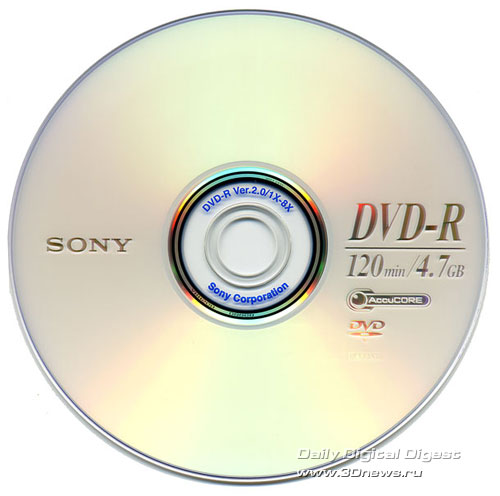 DVD-R Ver.2.0/1X-8X
SONY
DVD-R
120min/4.7GB
Sony Corporation
AccuCORE
DVD
Daily Digital Digest
www.3Dnews.ru